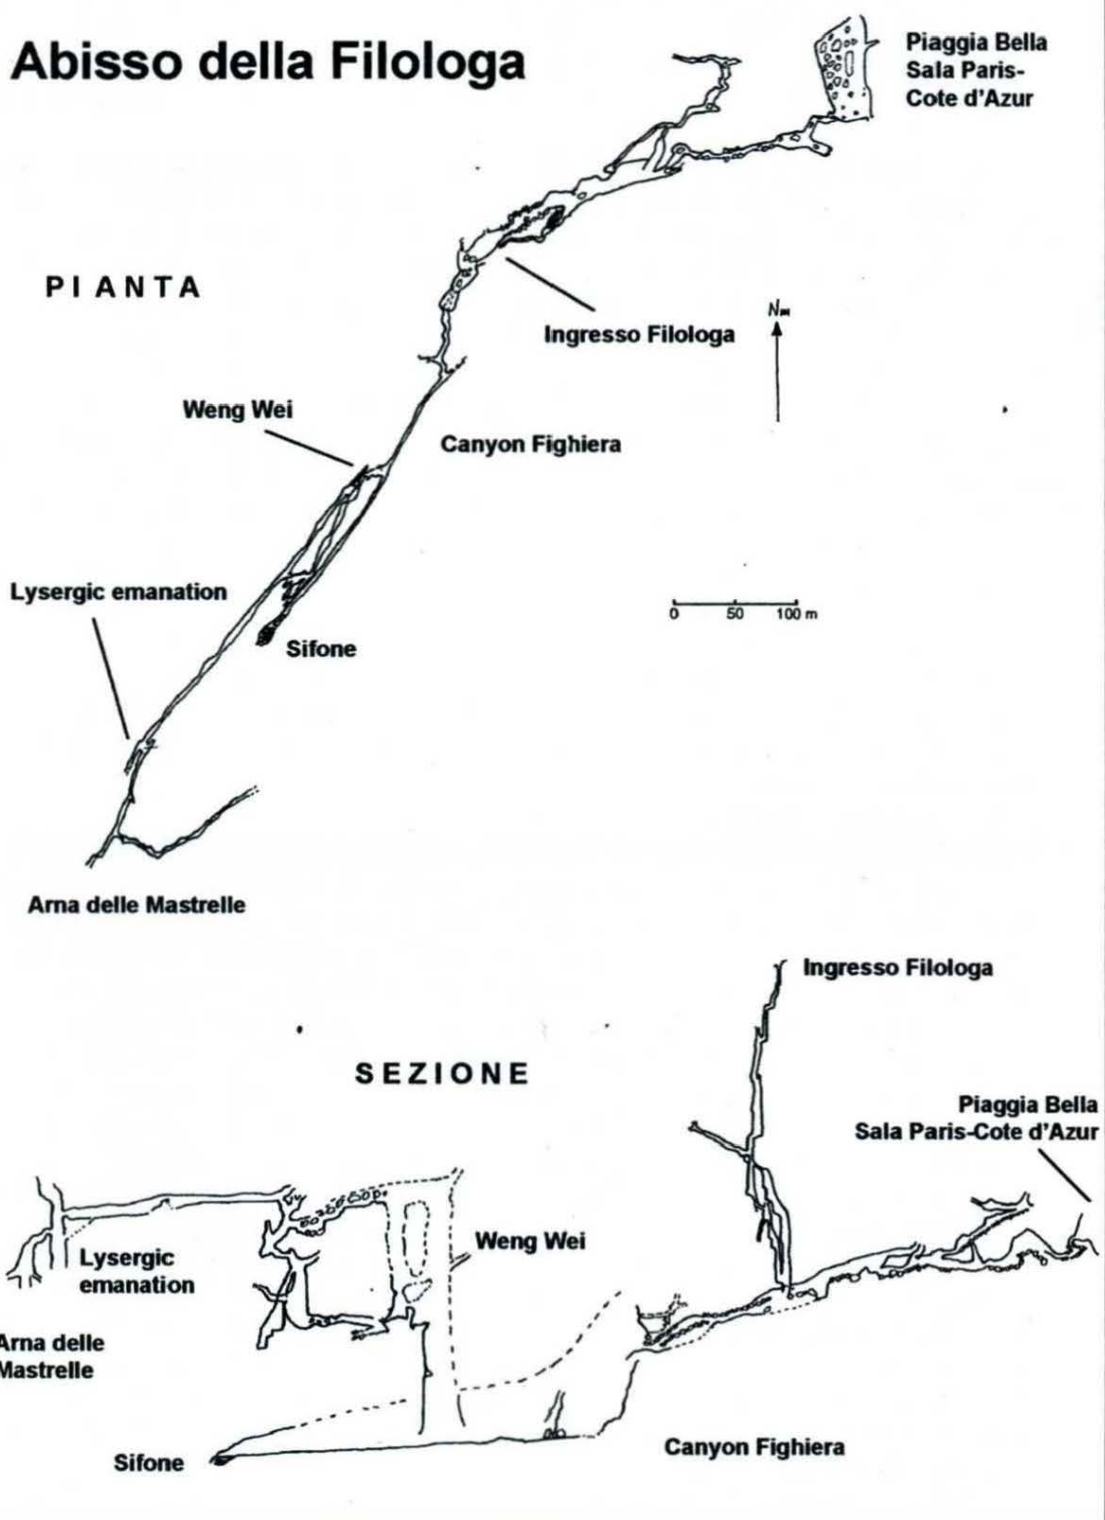 Abisso della Filologa
Piaggia Bella
Sala Paris-
Cote d'Azur
PIANTA
Ingresso Filologa
Nm
Weng Wei
Canyon Fighiera
Lysergic emanation
0 50 100 m
Sifone
Arna delle Mastrelle
Ingresso Filologa
SEZIONE
Piaggia Bella
Sala Paris-Cote d'Azur
Weng Wei
Lysergic
emanation
Arna delle
Mastrelle
Canyon Fighiera
Sifone